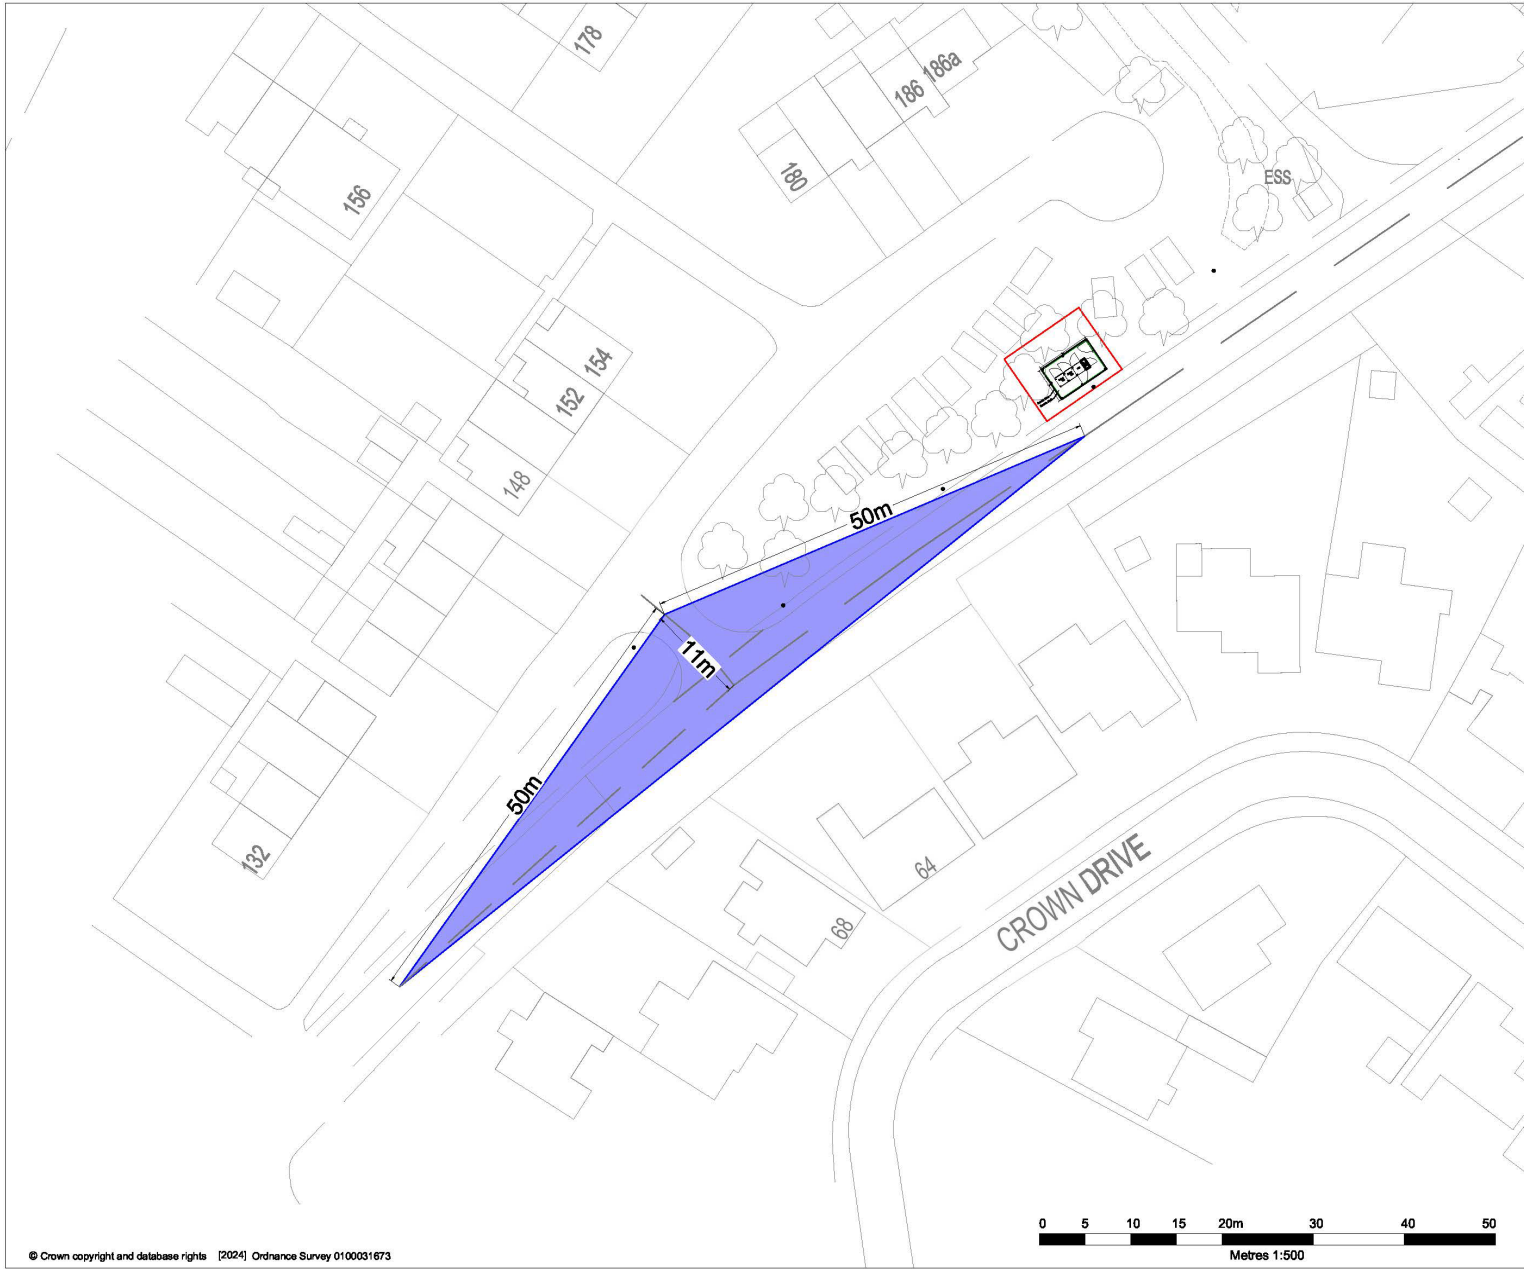 178
186a
186
180
156
ESS
154
152
148
50m
11m
50m
132
64
68
CROWN DRIVE
0 5 10 15 20m 30 40 50
Metres 1:500
© Crown copyright and database rights [2024] Ordnance Survey 0100031673